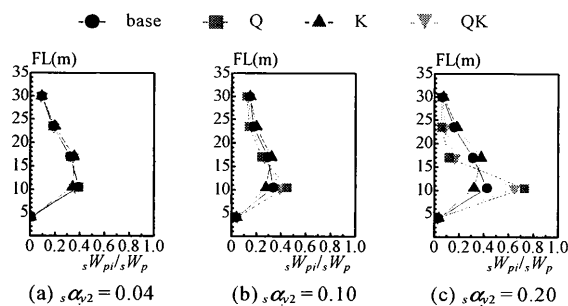 base Q K QK
FL(m) FL(m) FL(m)
35 35 35
30 30 30
25 25 25
20 20 20
15 15 15
10 10 10
5 5 5
0 0.2 0.4 0.6 0.8 1.0 0 0.2 0.4 0.6 0.8 1.0 0 0.2 0.4 0.6 0.8 1.0
sWpi/sWp sWpi/sWp sWpi/sWp
(a) sαy2 = 0.04 (b) sαy2 = 0.10 (c) sαy2 = 0.20